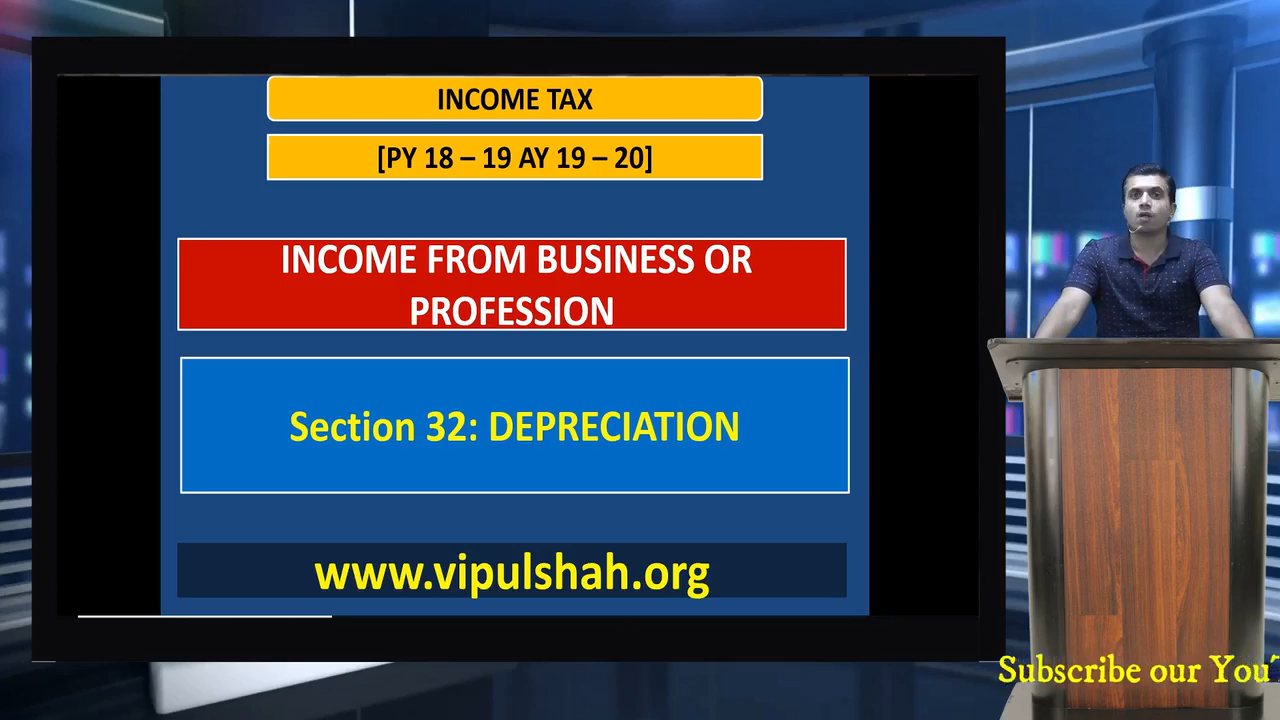 INCOME TAX
[PY 18 – 19 AY 19 – 20]
INCOME FROM BUSINESS OR
PROFESSION
Section 32: DEPRECIATION
www.vipulshah.org
Subscribe our You